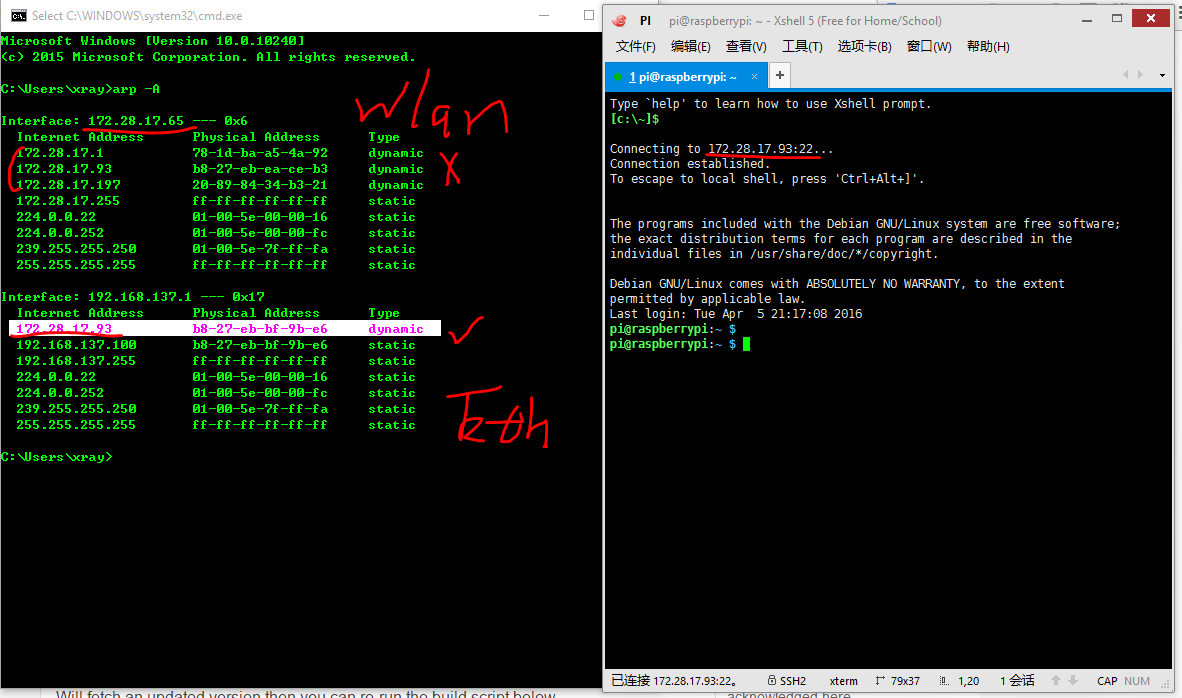 Select C:\WINDOWS\system32\cmd.exe
Microsoft Windows [Version 10.0.10240]
<c> 2015 Microsoft Corporation. All rights reserved.
C:\Users\xray>arp -A
wlan
Interface: 172.28.17.65 --- 0x6
Internet Address Physical Address Type
172.28.17.1 78-1d-ba-a5-4a-92 dynamic
172.28.17.93 b8-27-eb-ea-ce-b3 dynamic
172.28.17.197 20-89-84-34-b3-21 dynamic
172.28.17.255 ff-ff-ff-ff-ff-ff static
224.0.0.22 01-00-5e-00-00-16 static
224.0.0.252 01-00-5e-00-00-fc static
239.255.255.250 01-00-5e-7f-ff-fa static
255.255.255.255 ff-ff-ff-ff-ff-ff static
Interface: 192.168.137.1 --- 0x17
Internet Address Physical Address Type
172.28.17.93 b8-27-eb-bf-9b-e6 dynamic
192.168.137.100 b8-27-eb-bf-9b-e6 static
192.168.137.255 ff-ff-ff-ff-ff-ff static
224.0.0.22 01-00-5e-00-00-16 static
224.0.0.252 01-00-5e-00-00-fc static
239.255.255.250 01-00-5e-7f-ff-fa static
255.255.255.255 ff-ff-ff-ff-ff-ff static
Eth
C:\Users\xray>
Will fetch an updated version then you can re-run the build script below
PI pi@raspberrypi: ~ - Xshell 5 (Free for Home/School)
文件(F) 编辑(E) 查看(V) 工具(T) 选项卡(B) 窗口(W) 帮助(H)
1 pi@raspberrypi: ~ × +
Type `help' to learn how to use Xshell prompt.
[c:\~]$
Connecting to 172.28.17.93:22...
Connection established.
To escape to local shell, press 'Ctrl+Alt+]'.
The programs included with the Debian GNU/Linux system are free software;
the exact distribution terms for each program are described in the
individual files in /usr/share/doc/*/copyright.
Debian GNU/Linux comes with ABSOLUTELY NO WARRANTY, to the extent
permitted by applicable law.
Last login: Tue Apr  5 21:17:08 2016
pi@raspberrypi:~ $
pi@raspberrypi:~ $
已连接 172.28.17.93:22。 SSH2 xterm 79x37 1,20 1 会话 CAP NUM
acknowledged here